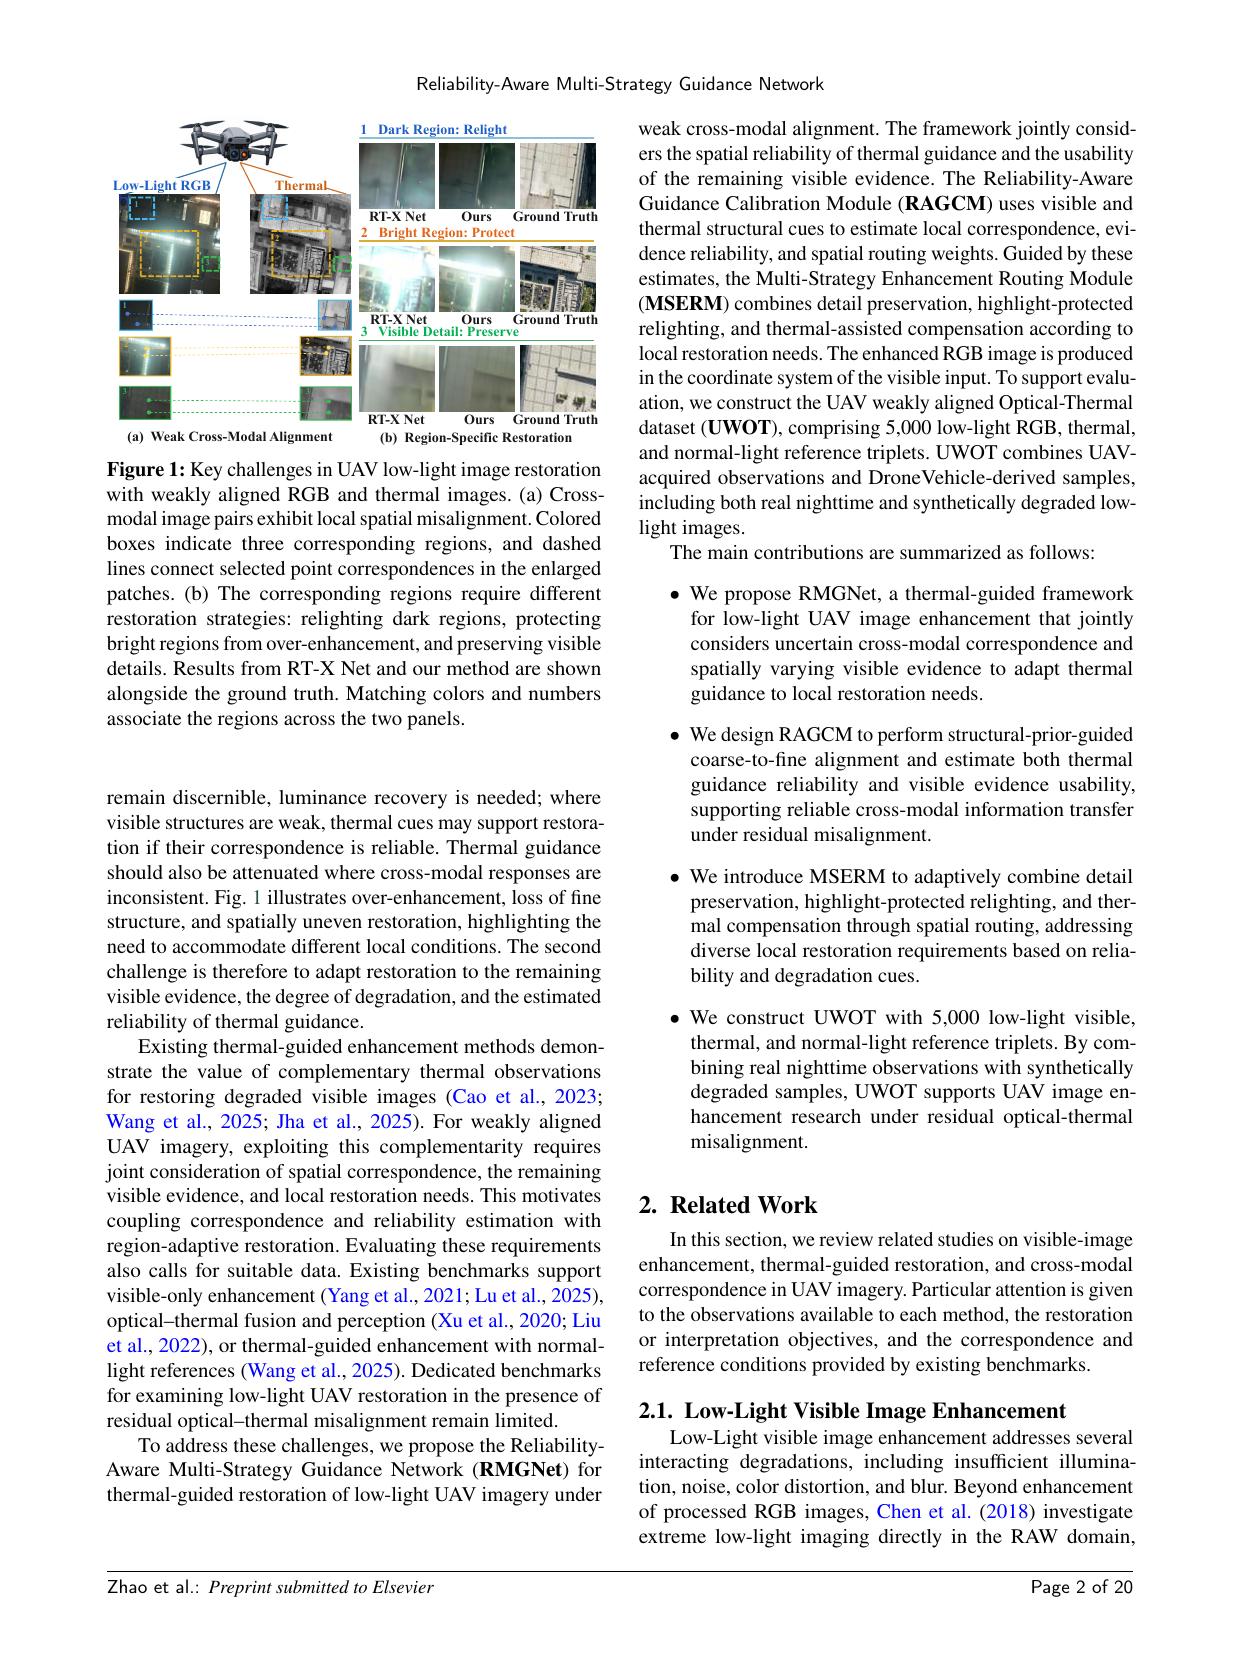 Reliability-Aware Multi-Strategy Guidance Network
Low-Light RGB
Thermal
(a) Weak Cross-Modal Alignment
1 Dark Region: Relight
RT-X Net Ours Ground Truth
2 Bright Region: Protect
RT-X Net Ours Ground Truth
3 Visible Detail: Preserve
RT-X Net Ours Ground Truth
(b) Region-Specific Restoration
Figure 1: Key challenges in UAV low-light image restoration
with weakly aligned RGB and thermal images. (a) Cross-
modal image pairs exhibit local spatial misalignment. Colored
boxes indicate three corresponding regions, and dashed
lines connect selected point correspondences in the enlarged
patches. (b) The corresponding regions require different
restoration strategies: relighting dark regions, protecting
bright regions from over-enhancement, and preserving visible
details. Results from RT-X Net and our method are shown
alongside the ground truth. Matching colors and numbers
associate the regions across the two panels.
remain discernible, luminance recovery is needed; where
visible structures are weak, thermal cues may support restora-
tion if their correspondence is reliable. Thermal guidance
should also be attenuated where cross-modal responses are
inconsistent. Fig. 1 illustrates over-enhancement, loss of fine
structure, and spatially uneven restoration, highlighting the
need to accommodate different local conditions. The second
challenge is therefore to adapt restoration to the remaining
visible evidence, the degree of degradation, and the estimated
reliability of thermal guidance.
Existing thermal-guided enhancement methods demon-
strate the value of complementary thermal observations
for restoring degraded visible images (Cao et al., 2023;
Wang et al., 2025; Jha et al., 2025). For weakly aligned
UAV imagery, exploiting this complementarity requires
joint consideration of spatial correspondence, the remaining
visible evidence, and local restoration needs. This motivates
coupling correspondence and reliability estimation with
region-adaptive restoration. Evaluating these requirements
also calls for suitable data. Existing benchmarks support
visible-only enhancement (Yang et al., 2021; Lu et al., 2025),
optical–thermal fusion and perception (Xu et al., 2020; Liu
et al., 2022), or thermal-guided enhancement with normal-
light references (Wang et al., 2025). Dedicated benchmarks
for examining low-light UAV restoration in the presence of
residual optical–thermal misalignment remain limited.
To address these challenges, we propose the Reliability-
Aware Multi-Strategy Guidance Network (RMGNet) for
thermal-guided restoration of low-light UAV imagery under
weak cross-modal alignment. The framework jointly consid-
ers the spatial reliability of thermal guidance and the usability
of the remaining visible evidence. The Reliability-Aware
Guidance Calibration Module (RAGCM) uses visible and
thermal structural cues to estimate local correspondence, evi-
dence reliability, and spatial routing weights. Guided by these
estimates, the Multi-Strategy Enhancement Routing Module
(MSERM) combines detail preservation, highlight-protected
relighting, and thermal-assisted compensation according to
local restoration needs. The enhanced RGB image is produced
in the coordinate system of the visible input. To support evalu-
ation, we construct the UAV weakly aligned Optical-Thermal
dataset (UWOT), comprising 5,000 low-light RGB, thermal,
and normal-light reference triplets. UWOT combines UAV-
acquired observations and DroneVehicle-derived samples,
including both real nighttime and synthetically degraded low-
light images.
The main contributions are summarized as follows:
• We propose RMGNet, a thermal-guided framework
for low-light UAV image enhancement that jointly
considers uncertain cross-modal correspondence and
spatially varying visible evidence to adapt thermal
guidance to local restoration needs.
• We design RAGCM to perform structural-prior-guided
coarse-to-fine alignment and estimate both thermal
guidance reliability and visible evidence usability,
supporting reliable cross-modal information transfer
under residual misalignment.
• We introduce MSERM to adaptively combine detail
preservation, highlight-protected relighting, and ther-
mal compensation through spatial routing, addressing
diverse local restoration requirements based on relia-
bility and degradation cues.
• We construct UWOT with 5,000 low-light visible,
thermal, and normal-light reference triplets. By com-
bining real nighttime observations with synthetically
degraded samples, UWOT supports UAV image en-
hancement research under residual optical-thermal
misalignment.
2. Related Work
In this section, we review related studies on visible-image
enhancement, thermal-guided restoration, and cross-modal
correspondence in UAV imagery. Particular attention is given
to the observations available to each method, the restoration
or interpretation objectives, and the correspondence and
reference conditions provided by existing benchmarks.
2.1. Low-Light Visible Image Enhancement
Low-Light visible image enhancement addresses several
interacting degradations, including insufficient illumina-
tion, noise, color distortion, and blur. Beyond enhancement
of processed RGB images, Chen et al. (2018) investigate
extreme low-light imaging directly in the RAW domain,
Zhao et al.: Preprint submitted to Elsevier
Page 2 of 20